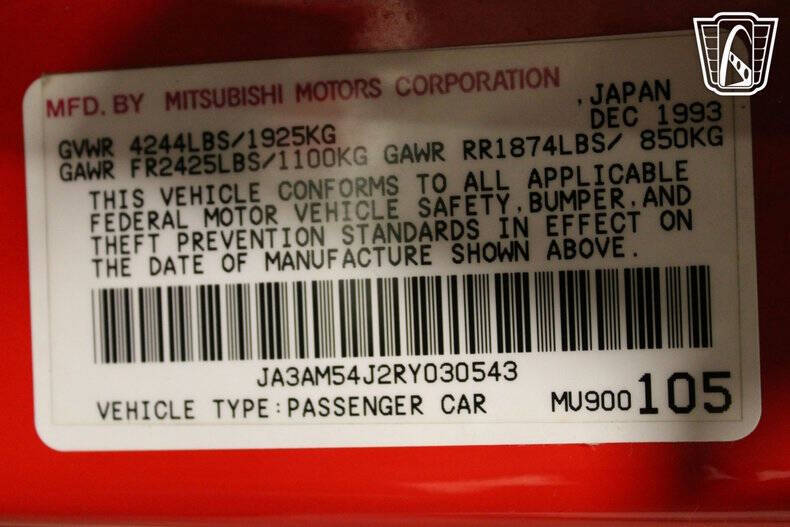 MFD. BY MITSUBISHI MOTORS CORPORATION , JAPAN
DEC 1993
GVWR 4244LBS/1925KG
GAWR FR2425LBS/1100KG GAWR RR1874LBS/ 850KG
THIS VEHICLE CONFORMS TO ALL APPLICABLE
FEDERAL MOTOR VEHICLE SAFETY,BUMPER,AND
THEFT PREVENTION STANDARDS IN EFFECT ON
THE DATE OF MANUFACTURE SHOWN ABOVE.
JA3AM54J2RY030543
VEHICLE TYPE:PASSENGER CAR MU900 105